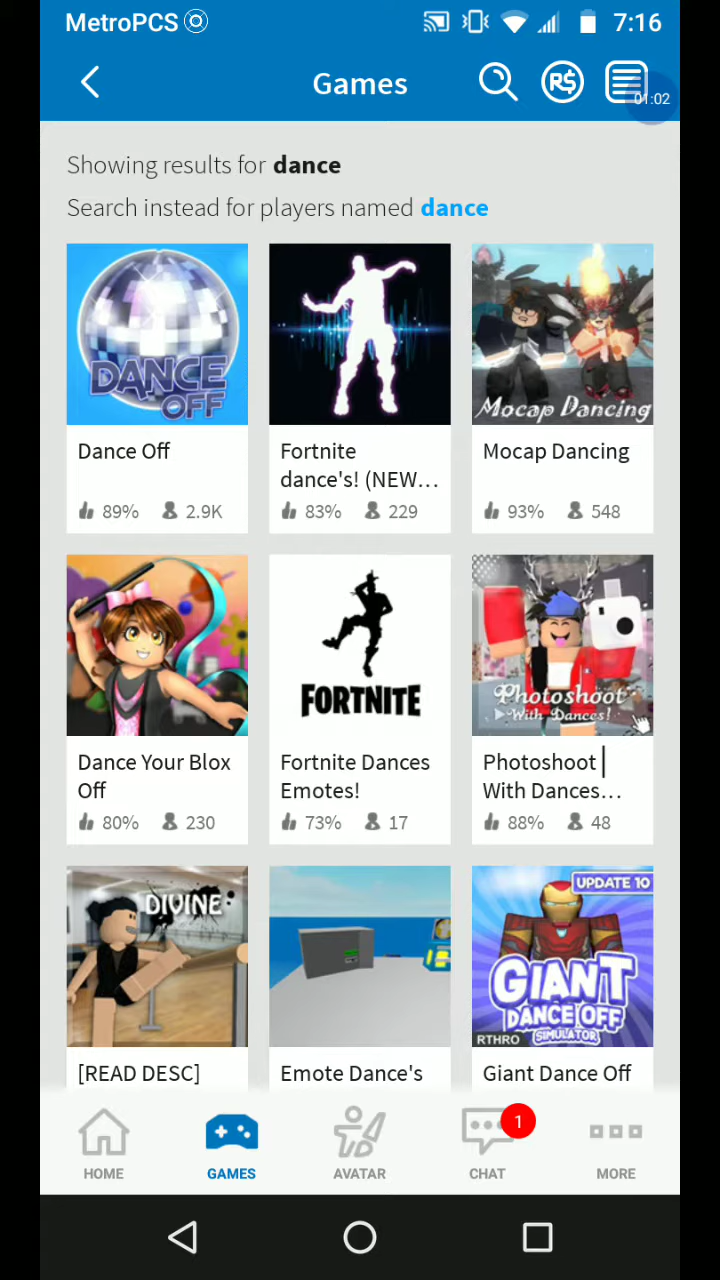 MetroPCS
7:16
Games
R$
01:02
Showing results for dance
Search instead for players named dance
DANCE
OFF
Mocap Dancing
Dance Off
Fortnite
dance's! (NEW…
Mocap Dancing
89% 2.9K
83% 229
93% 548
FORTNITE
Photoshoot
With Dances!
Dance Your Blox
Off
Fortnite Dances
Emotes!
Photoshoot|
With Dances…
80% 230
73% 17
88% 48
DIVINE
UPDATE 10
GIANT
DANCE OFF
SIMULATOR
RTHRO
[READ DESC]
Emote Dance's
Giant Dance Off
1
HOME
GAMES
AVATAR
CHAT
MORE